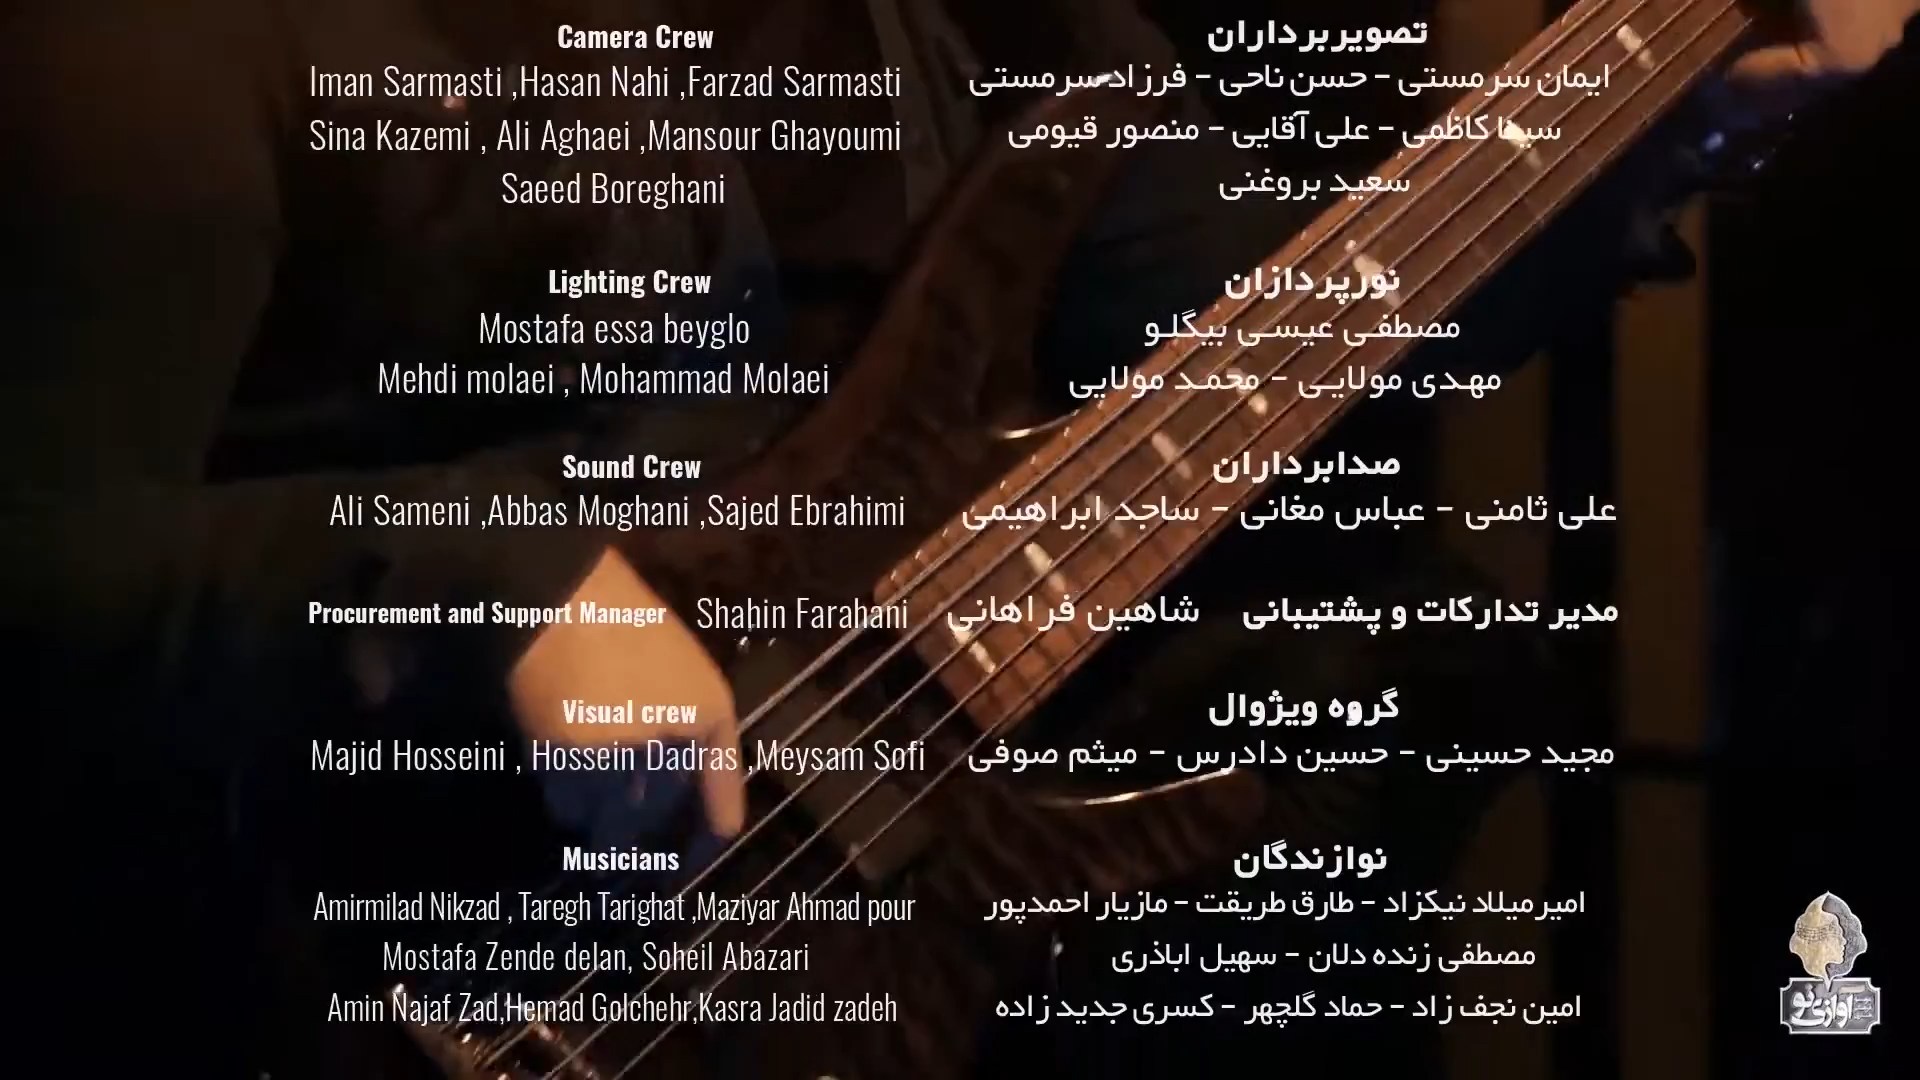 Camera Crew
Iman Sarmasti ,Hasan Nahi ,Farzad Sarmasti
Sina Kazemi , Ali Aghaei ,Mansour Ghayoumi
Saeed Boreghani
تصویربرداران
ایمان سرمستی - حسن ناحی - فرزاد سرمستی
سینا کاظمی - علی آقایی - منصور قیومی
سعید بروغنی
Lighting Crew
Mostafa essa beyglo
Mehdi molaei , Mohammad Molaei
نورپردازان
مصطفی عیسی بیگلو
مهدی مولایی - محمد مولایی
Sound Crew
Ali Sameni ,Abbas Moghani ,Sajed Ebrahimi
صدابرداران
علی ثامنی - عباس مغانی - ساجد ابراهیمی
Procurement and Support Manager Shahin Farahani
مدیر تدارکات و پشتیبانی شاهین فراهانی
Visual crew
Majid Hosseini , Hossein Dadras ,Meysam Sofi
گروه ویژوال
مجید حسینی - حسین دادرس - میثم صوفی
Musicians
Amirmilad Nikzad , Taregh Tarighat ,Maziyar Ahmad pour
Mostafa Zende delan, Soheil Abazari
Amin Najaf Zad,Hemad Golchehr,Kasra Jadid zadeh
نوازندگان
امیرمیلاد نیکزاد - طارق طریقت - مازیار احمدپور
مصطفی زنده دلان - سهیل اباذری
امین نجف زاد - حماد گلچهر - کسری جدید زاده
آوازی نو